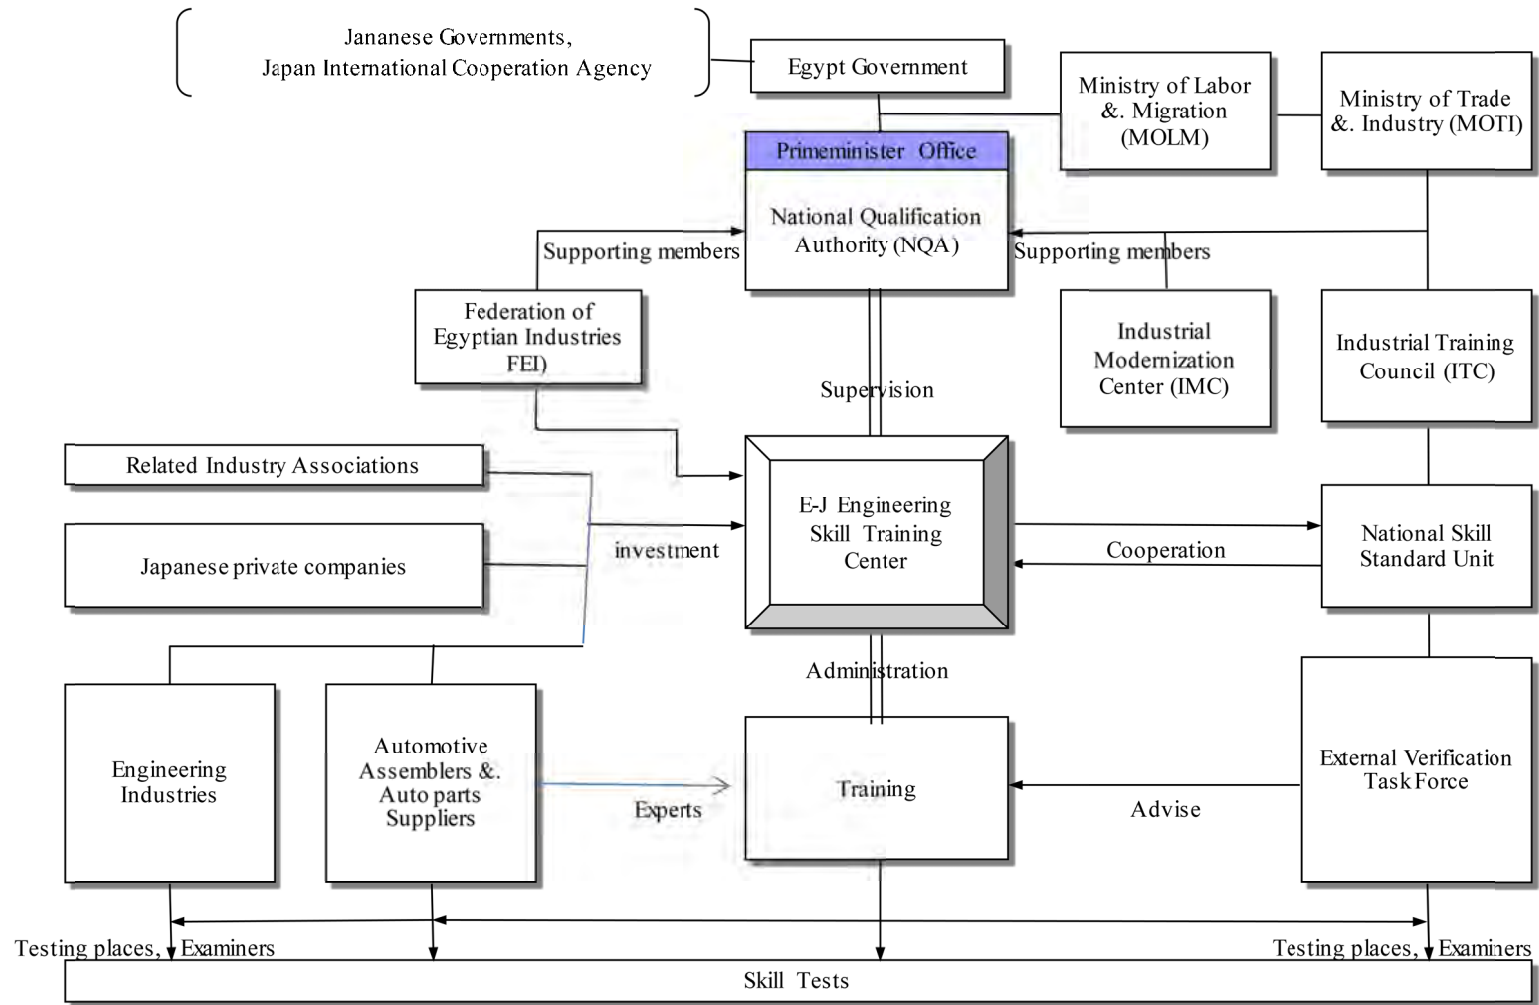 Jananese Governments,
Japan International Cooperation Agency
Egypt Government
Ministry of Labor
&. Migration
(MOLM)
Ministry of Trade
&. Industry (MOTI)
Primeminister Office
National Qualification
Authority (NQA)
Supporting members
Supporting members
Federation of
Egyptian Industries
FEI)
Industrial
Modernization
Center (IMC)
Industrial Training
Council (ITC)
Supervision
Related Industry Associations
Japanese private companies
investment
E-J Engineering
Skill Training
Center
Cooperation
National Skill
Standard Unit
Administration
Engineering
Industries
Automotive
Assemblers &.
Auto parts
Suppliers
Experts
Training
Advise
External Verification
Task Force
Testing places, Examiners
Testing places, Examiners
Skill Tests